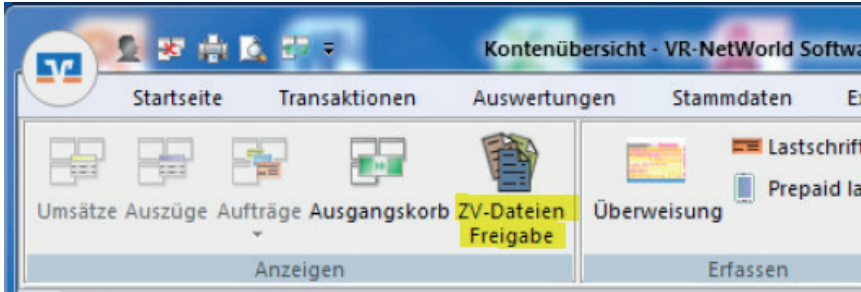 Kontenübersicht - VR-NetWorld Softwa
Startseite Transaktionen Auswertungen Stammdaten
Umsätze Auszüge Aufträge Ausgangskorb ZV-Dateien
Freigabe
Überweisung
Lastschrift
Prepaid la
Anzeigen Erfassen